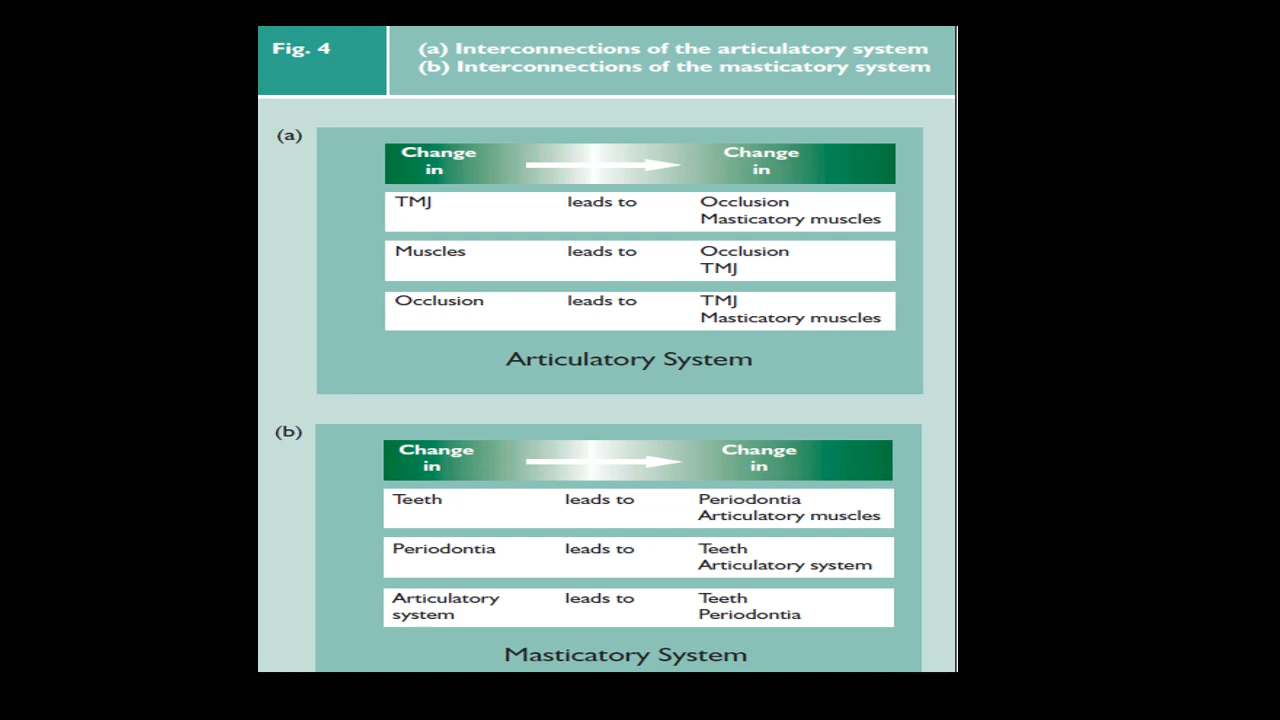 Fig. 4
(a) Interconnections of the articulatory system
(b) Interconnections of the masticatory system
(a)
Change in
Change in
TMJ leads to Occlusion
Masticatory muscles
Muscles leads to Occlusion
TMJ
Occlusion leads to TMJ
Masticatory muscles
Articulatory System
(b)
Change in
Change in
Teeth leads to Periodontia
Articulatory muscles
Periodontia leads to Teeth
Articulatory system
Articulatory leads to Teeth
system Periodontia
Masticatory System